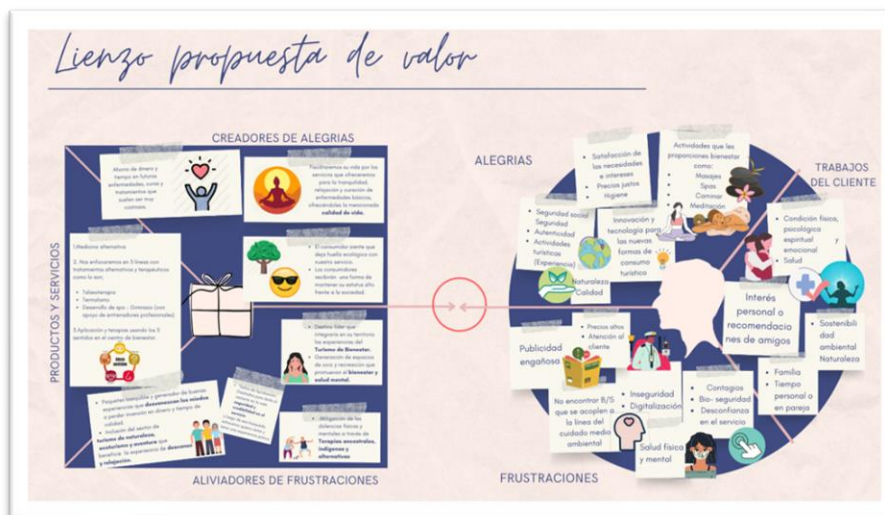 Lienzo propuesta de valor
CREADORES DE ALEGRIAS
Ahorro de dinero y
tiempo en futuras
enfermedades, curas y
tratamientos que
suelen ser muy
costosos.
Facilitaremos su vida por los
servicios que ofreceremos
para la tranquilidad,
relajación y curación de
enfermedades básicas,
ofreciéndoles la mencionada
calidad de vida.
PRODUCTOS Y SERVICIOS
1.Medicina alternativa
2. Nos enfocaremos en 3 líneas con
tratamientos alternativos y terapéuticos
como lo son;
• Talasoterapia
• Termalismo
• Desarrollo de spa - Gimnasio (con
apoyo de entrenadores profesionales)
3.Aplicación y terapias usando los 5
sentidos en el centro de bienestar.
• El consumidor siente que
deja huella ecológica con
nuestro servicio.
• Los consumidores
recibirán una forma de
mantener su estatus alto
frente a la sociedad.
• Destino líder que
integraría en su territorio
las experiencias del
Turismo de Bienestar.
• Generación de espacios
de ocio y recreación que
promuevan el bienestar y
salud mental.
• Paquetes tranquilos y generador de buenas
experiencias que
a perder inversión en dinero y tiempo de
calidad.
• Inclusión del sector de
turismo de naturaleza,
ecoturismo y aventura que
beneficie la experiencia de descanso
y relajación.
• Mitigación de las
dolencias físicas y
mentales a través de
Terapias ancestrales,
indígenas y
alternativas
ALIVIADORES DE FRUSTRACIONES
ALEGRIAS
• Satisfacción de
las necesidades
e intereses
• Precios justos
Higiene
Actividades que les
proporciones bienestar
como:
• Masajes
• Spas
• Caminar
• Meditación
TRABAJOS
DEL CLIENTE
• Seguridad social
Seguridad
• Autenticidad
• Actividades
turísticas
(Experiencia)
Naturaleza
Calidad
Innovación y
tecnología para
las nuevas
formas de
consumo
turístico
• Condición física,
psicológica
espiritual y
emocional
• Salud
Interés
personal o
recomendacio
nes de amigos
• Sostenibili
dad
ambiental
Naturaleza
• Familia
• Tiempo
personal o
en pareja
Publicidad
engañosa
• Precios altos
• Atención al
cliente
No encontrar B/S
que se acoplen a
la línea del
cuidado medio
ambiental
• Inseguridad
• Digitalización
Salud física
y mental
• Contagios
• Bio- seguridad
• Desconfianza
en el servicio
FRUSTRACIONES